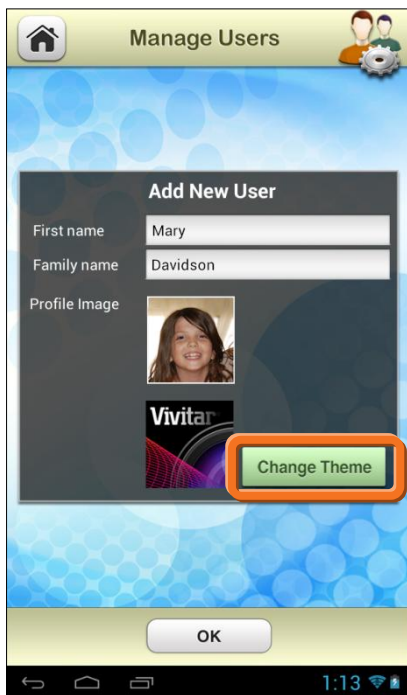 Manage Users
Add New User
First name Mary
Family name Davidson
Profile Image
Vivitar
Change Theme
OK
1:13